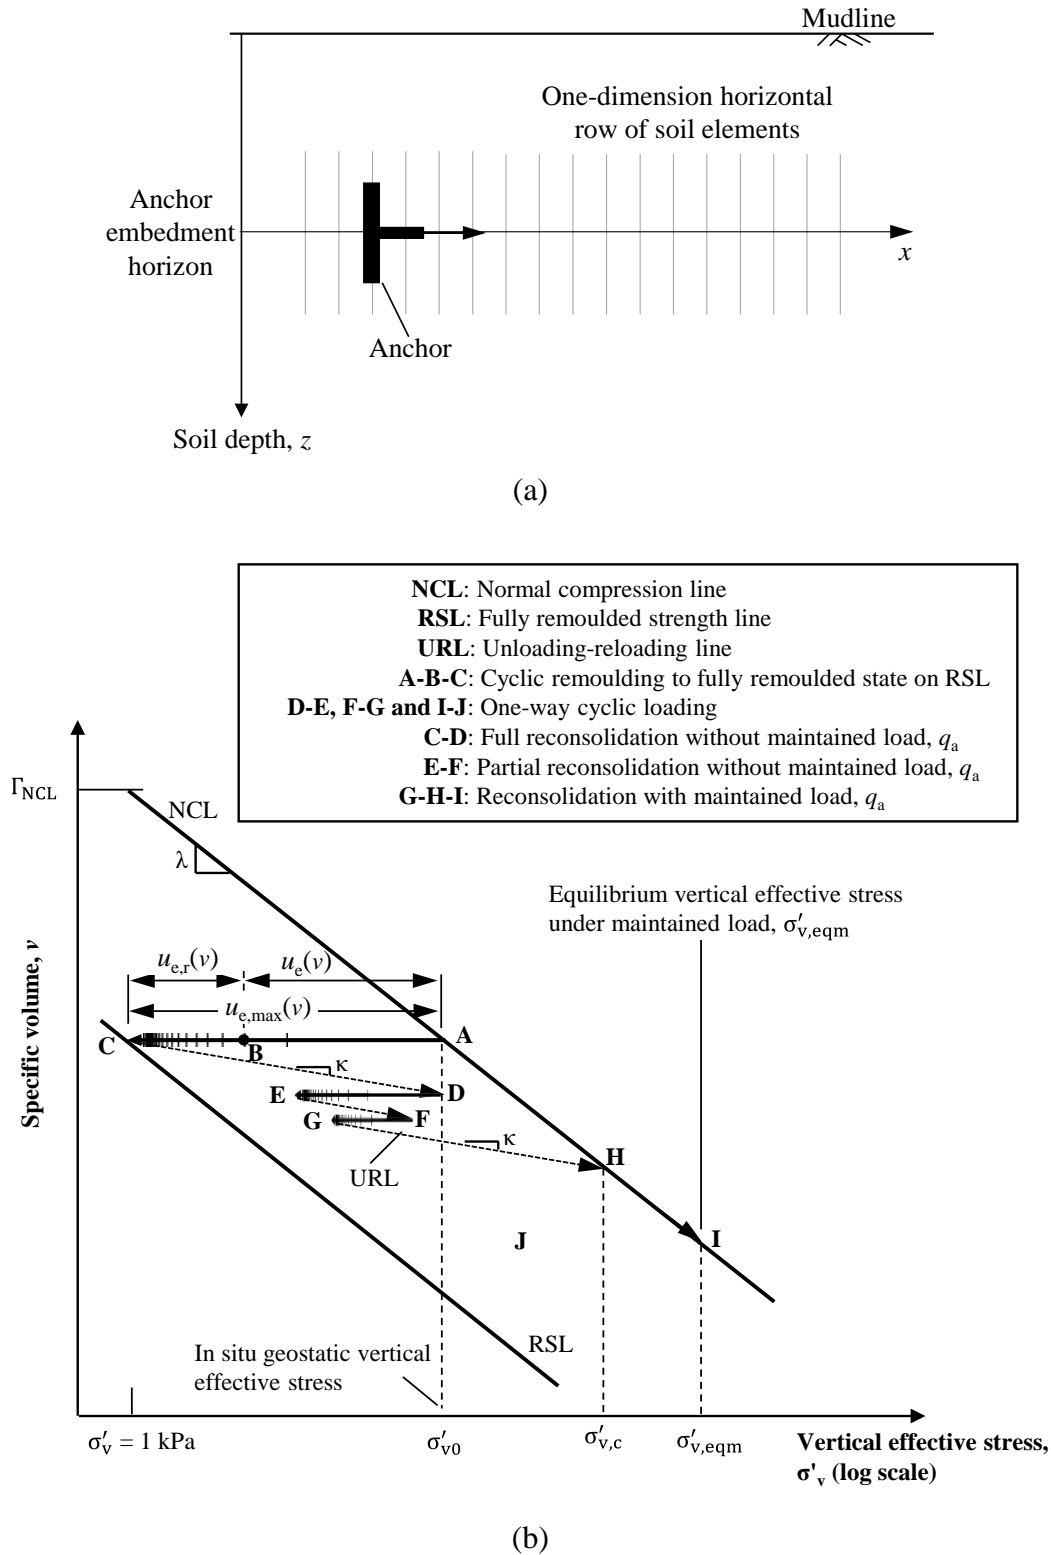 Mudline
One-dimension horizontal
row of soil elements
Anchor
embedment
horizon
x
Anchor
Soil depth, z
(a)
NCL: Normal compression line
RSL: Fully remoulded strength line
URL: Unloading-reloading line
A-B-C: Cyclic remoulding to fully remoulded state on RSL
D-E, F-G and I-J: One-way cyclic loading
C-D: Full reconsolidation without maintained load, qa
E-F: Partial reconsolidation without maintained load, qa
G-H-I: Reconsolidation with maintained load, qa
ΓNCL
NCL
λ
Equilibrium vertical effective stress
under maintained load, σ′v,eqm
ue,r(v)
ue(v)
ue,max(v)
Specific volume, v
A
C
B
κ
E
D
G
F
κ
URL
H
J
I
RSL
In situ geostatic vertical
effective stress
σ′v = 1 kPa
σ′v0
σ′v,c
σ′v,eqm
Vertical effective stress,
σ'v (log scale)
(b)